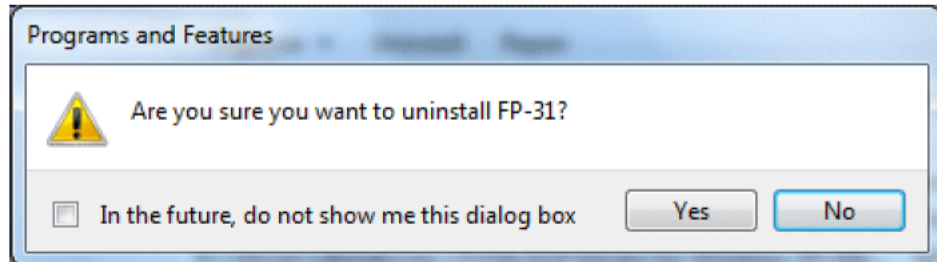 Programs and Features
Are you sure you want to uninstall FP-31?
In the future, do not show me this dialog box
Yes
No